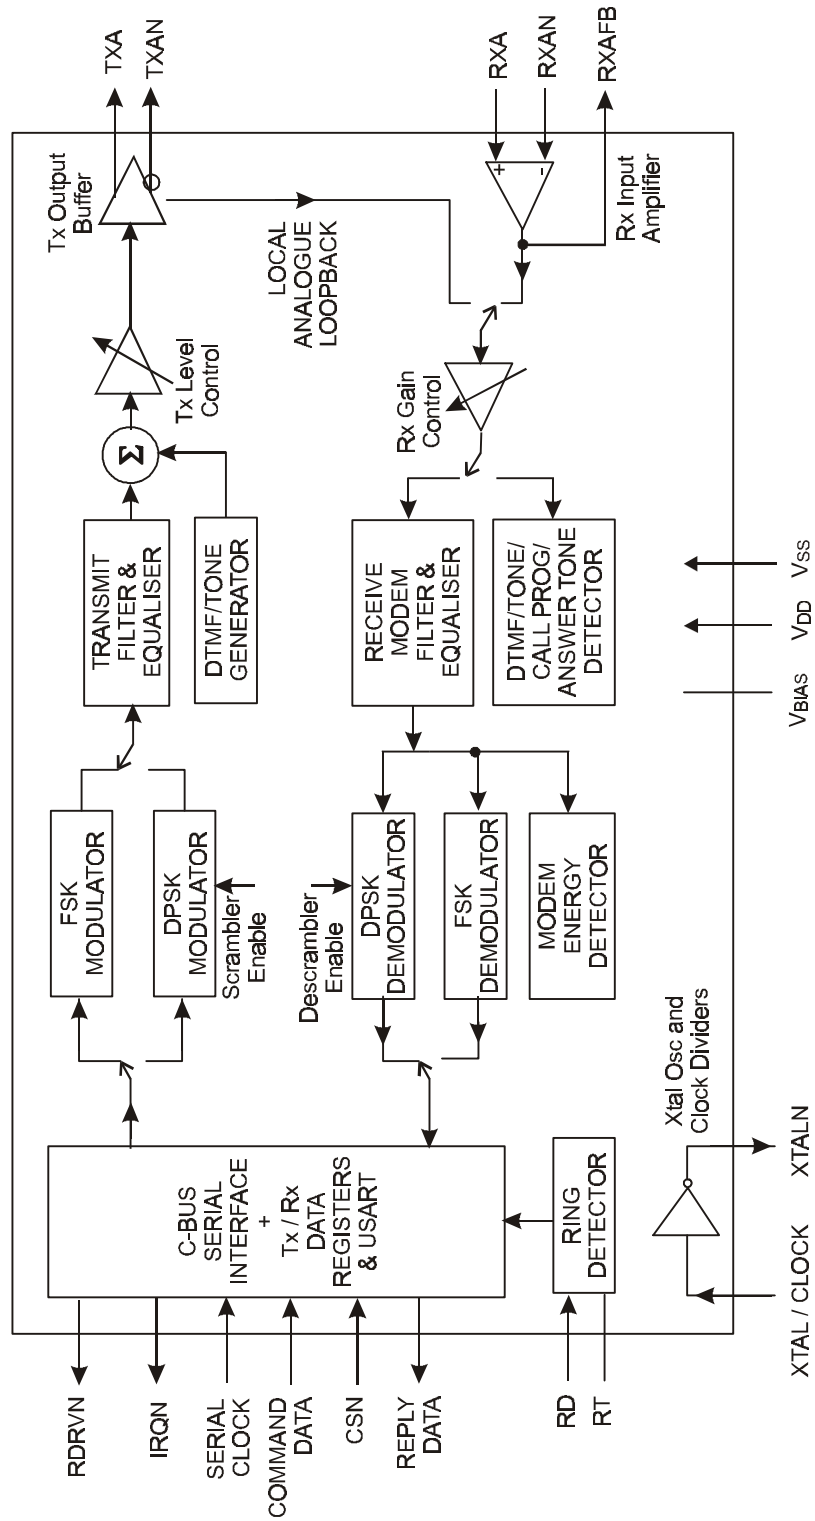 RDRVN
IRQN
SERIAL
CLOCK
COMMAND
DATA
CSN
REPLY
DATA
RD
RT
C-BUS
SERIAL
INTERFACE
+
Tx / Rx
DATA
REGISTERS
& USART
RING
DETECTOR
FSK
MODULATOR
DPSK
MODULATOR
Scrambler
Enable
Descrambler
Enable
DPSK
DEMODULATOR
FSK
DEMODULATOR
MODEM
ENERGY
DETECTOR
TRANSMIT
FILTER &
EQUALISER
DTMF/TONE
GENERATOR
RECEIVE
MODEM
FILTER &
EQUALISER
DTMF/TONE/
CALL PROG/
ANSWER TONE
DETECTOR
Σ
Tx Level
Control
Rx Gain
Control
Tx Output
Buffer
LOCAL
ANALOGUE
LOOPBACK
+
-
Rx Input
Amplifier
TXA
TXAN
RXA
RXAN
RXAFB
Xtal Osc and
Clock Dividers
XTAL / CLOCK
XTALN
VBIAS
VDD
VSS